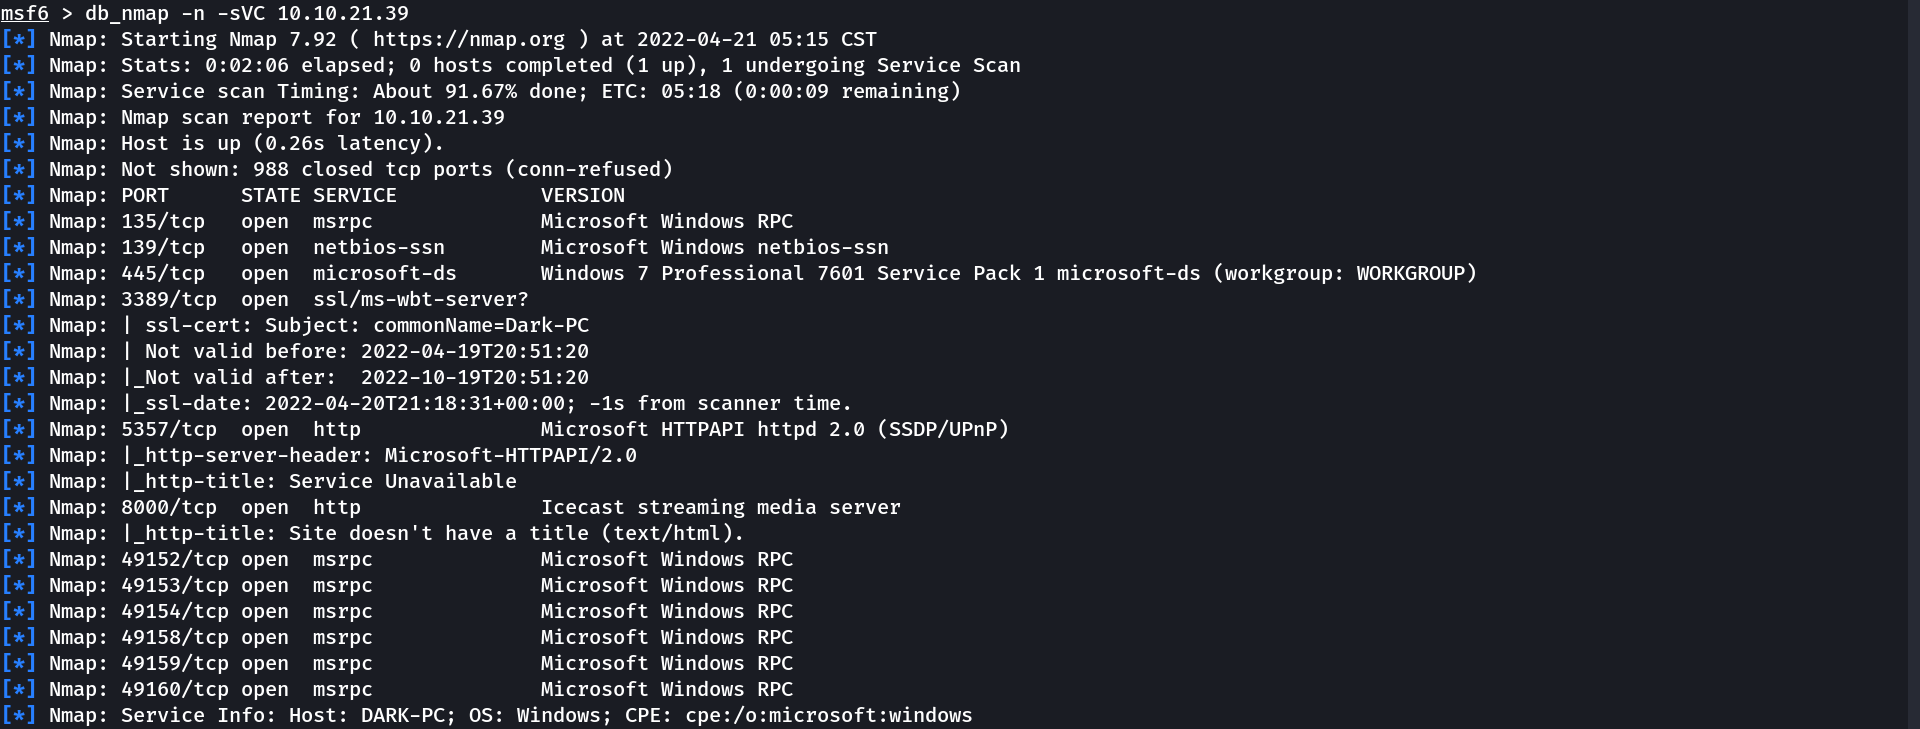 msf6 > db_nmap -n -sVC 10.10.21.39
[*] Nmap: Starting Nmap 7.92 ( https://nmap.org ) at 2022-04-21 05:15 CST
[*] Nmap: Stats: 0:02:06 elapsed; 0 hosts completed (1 up), 1 undergoing Service Scan
[*] Nmap: Service scan Timing: About 91.67% done; ETC: 05:18 (0:00:09 remaining)
[*] Nmap: Nmap scan report for 10.10.21.39
[*] Nmap: Host is up (0.26s latency).
[*] Nmap: Not shown: 988 closed tcp ports (conn-refused)
[*] Nmap: PORT      STATE SERVICE            VERSION
[*] Nmap: 135/tcp   open  msrpc              Microsoft Windows RPC
[*] Nmap: 139/tcp   open  netbios-ssn        Microsoft Windows netbios-ssn
[*] Nmap: 445/tcp   open  microsoft-ds       Windows 7 Professional 7601 Service Pack 1 microsoft-ds (workgroup: WORKGROUP)
[*] Nmap: 3389/tcp  open  ssl/ms-wbt-server?
[*] Nmap: | ssl-cert: Subject: commonName=Dark-PC
[*] Nmap: | Not valid before: 2022-04-19T20:51:20
[*] Nmap: |_Not valid after:  2022-10-19T20:51:20
[*] Nmap: |_ssl-date: 2022-04-20T21:18:31+00:00; -1s from scanner time.
[*] Nmap: 5357/tcp  open  http               Microsoft HTTPAPI httpd 2.0 (SSDP/UPnP)
[*] Nmap: |_http-server-header: Microsoft-HTTPAPI/2.0
[*] Nmap: |_http-title: Service Unavailable
[*] Nmap: 8000/tcp  open  http               Icecast streaming media server
[*] Nmap: |_http-title: Site doesn't have a title (text/html).
[*] Nmap: 49152/tcp open  msrpc              Microsoft Windows RPC
[*] Nmap: 49153/tcp open  msrpc              Microsoft Windows RPC
[*] Nmap: 49154/tcp open  msrpc              Microsoft Windows RPC
[*] Nmap: 49158/tcp open  msrpc              Microsoft Windows RPC
[*] Nmap: 49159/tcp open  msrpc              Microsoft Windows RPC
[*] Nmap: 49160/tcp open  msrpc              Microsoft Windows RPC
[*] Nmap: Service Info: Host: DARK-PC; OS: Windows; CPE: cpe:/o:microsoft:windows